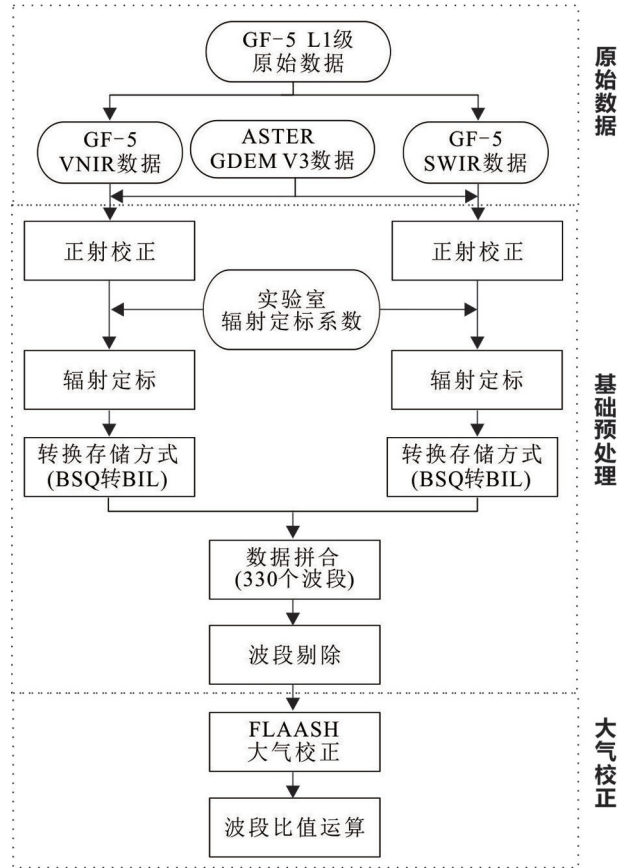 GF-5 L1级
原始数据
GF-5
VNIR数据
ASTER
GDEM V3数据
GF-5
SWIR数据
原始数据
正射校正
正射校正
实验室
辐射定标系数
辐射定标
辐射定标
转换存储方式
(BSQ转BIL)
转换存储方式
(BSQ转BIL)
数据拼合
(330个波段)
波段剔除
基础预处理
FLAASH
大气校正
波段比值运算
大气校正